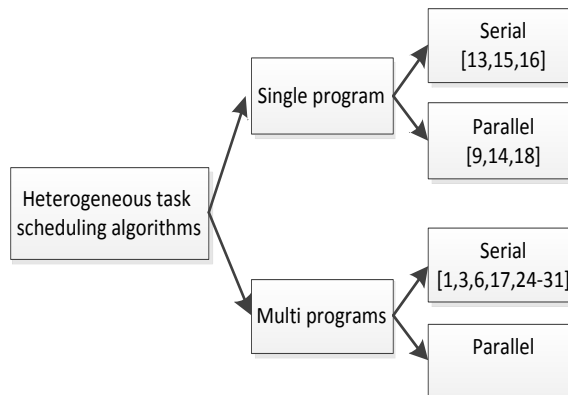 Serial
[13,15,16]
Single program
Parallel
[9,14,18]
Heterogeneous task
scheduling algorithms
Serial
[1,3,6,17,24-31]
Multi programs
Parallel